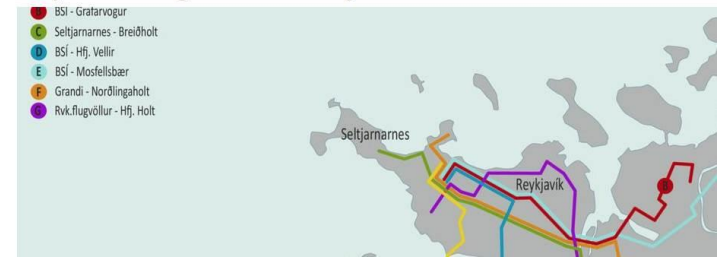 B BSÍ - Grafarvogur
C Seltjarnarnes - Breiðholt
D BSÍ - Hfj. Vellir
E BSÍ - Mosfellsbær
F Grandi - Norðlingaholt
G Rvk.flugvöllur - Hfj. Holt
Seltjarnarnes
Reykjavík
B